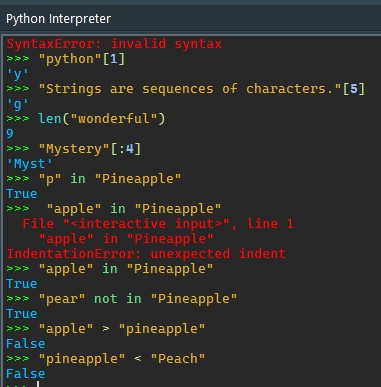 Python Interpreter
SyntaxError: invalid syntax
>>> "python"[1]
'y'
>>> "Strings are sequences of characters."[5]
'g'
>>> len("wonderful")
9
>>> "Mystery"[:4]
'Myst'
>>> "p" in "Pineapple"
True
>>>  "apple" in "Pineapple"
  File "<interactive input>", line 1
    "apple" in "Pineapple"
IndentationError: unexpected indent
>>> "apple" in "Pineapple"
True
>>> "pear" not in "Pineapple"
True
>>> "apple" > "pineapple"
False
>>> "pineapple" < "Peach"
False
>>>